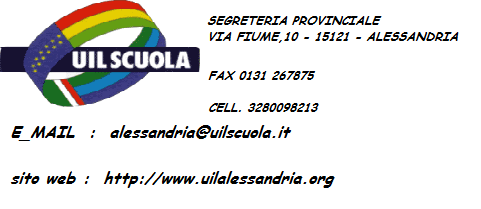 SEGRETERIA PROVINCIALE
VIA FIUME,10 - 15121 - ALESSANDRIA
UIL SCUOLA
FAX 0131 267875
CELL. 3280098213
E_MAIL : alessandria@uilscuola.it
sito web : http://www.uilalessandria.org